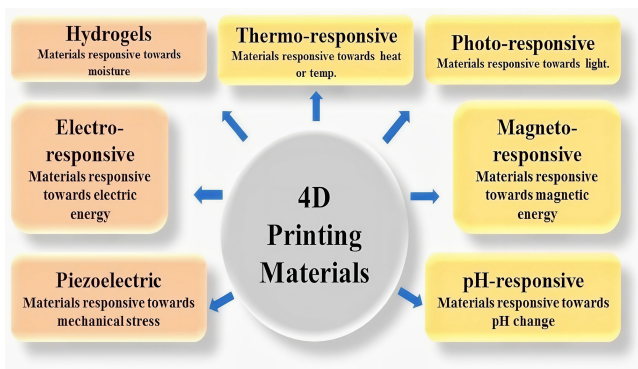 Hydrogels
Materials responsive towards
moisture
Thermo-responsive
Materials responsive towards heat
or temp.
Photo-responsive
Materials responsive towards light.
Electro-
responsive
Materials responsive
towards electric
energy
4D
Printing
Materials
Magneto-
responsive
Materials responsive
towards magnetic
energy
Piezoelectric
Materials responsive towards
mechanical stress
pH-responsive
Materials responsive towards
pH change